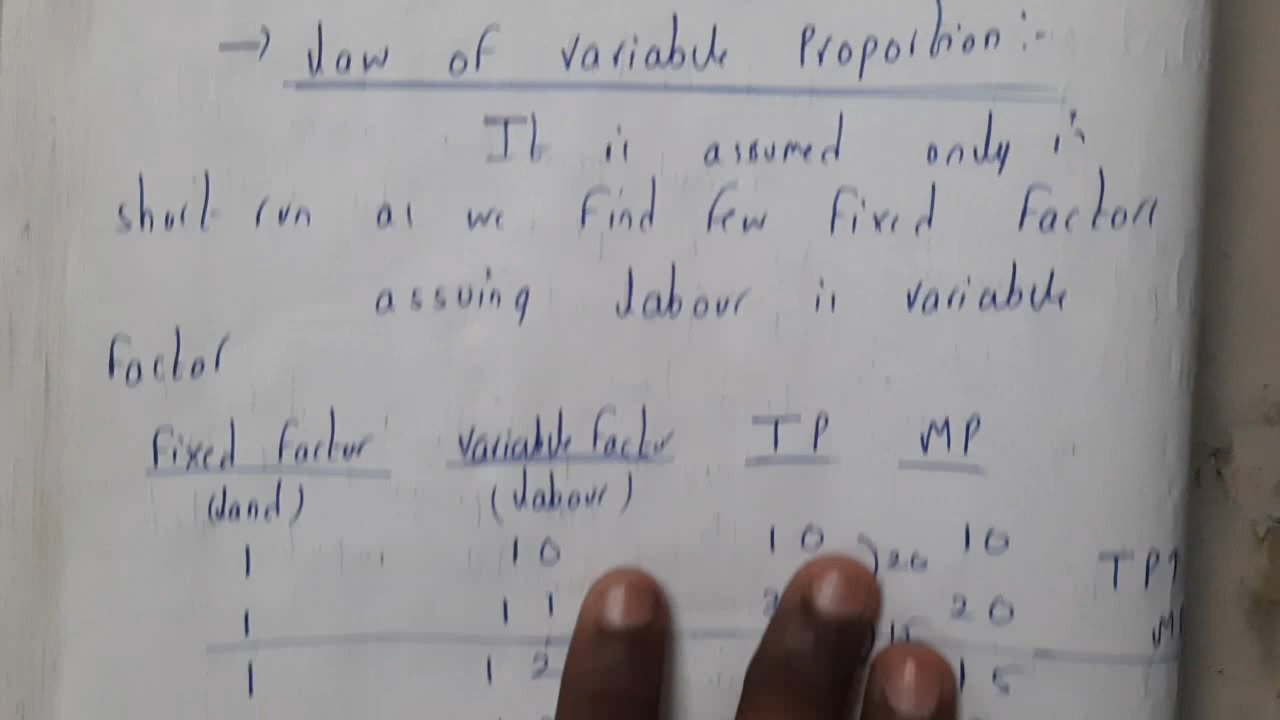 → Law of variable Proportion:-
It is assumed only in
short run as we find few fixed factors
assuing labour is variable
factor
Fixed factor variable factor TP MP
(land) (labour)
1 10 10 )20 10 TP↑
1 11 20
1 12 15